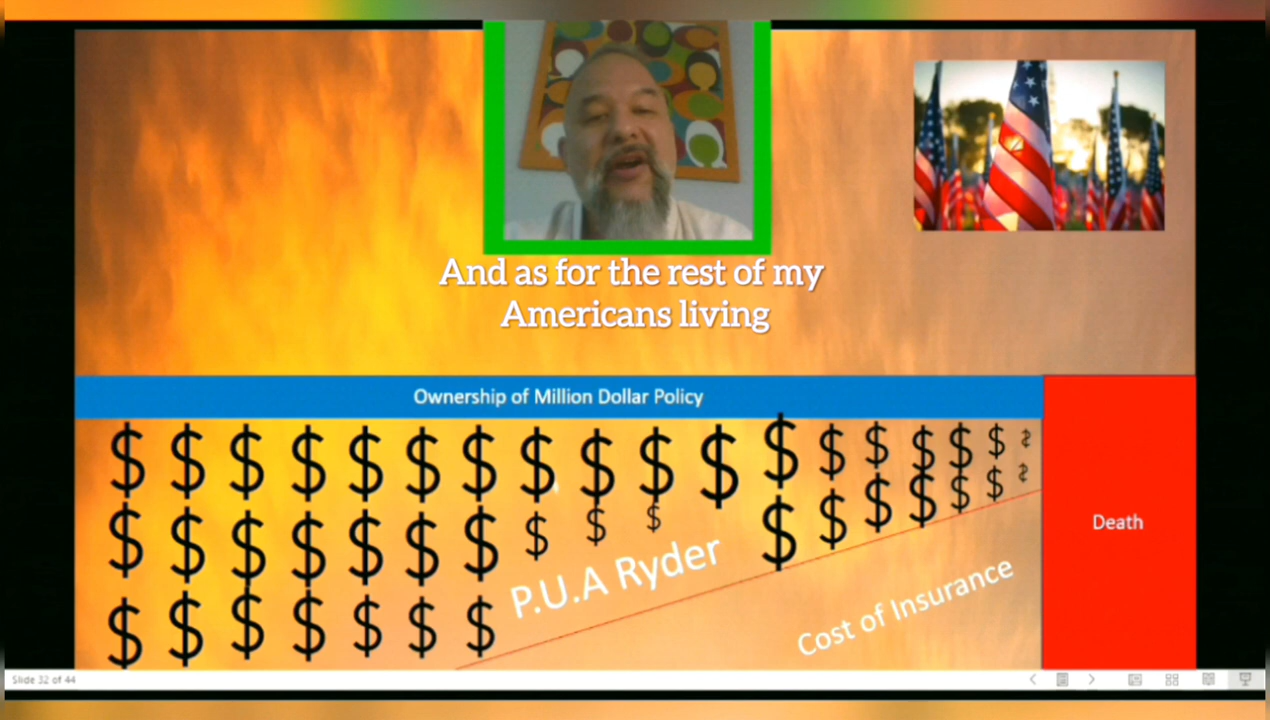 And as for the rest of my
Americans living
Ownership of Million Dollar Policy
$ $ $ $ $ $ $ $ $ $ $ $ $ $ $ $ $ $
$ $ $ $ $ $ $ $ $ $ $ $ $ $ $ $ $
$ $ $ $ $ $ $
P.U.A Ryder
Cost of Insurance
Death
Slide 32 of 44